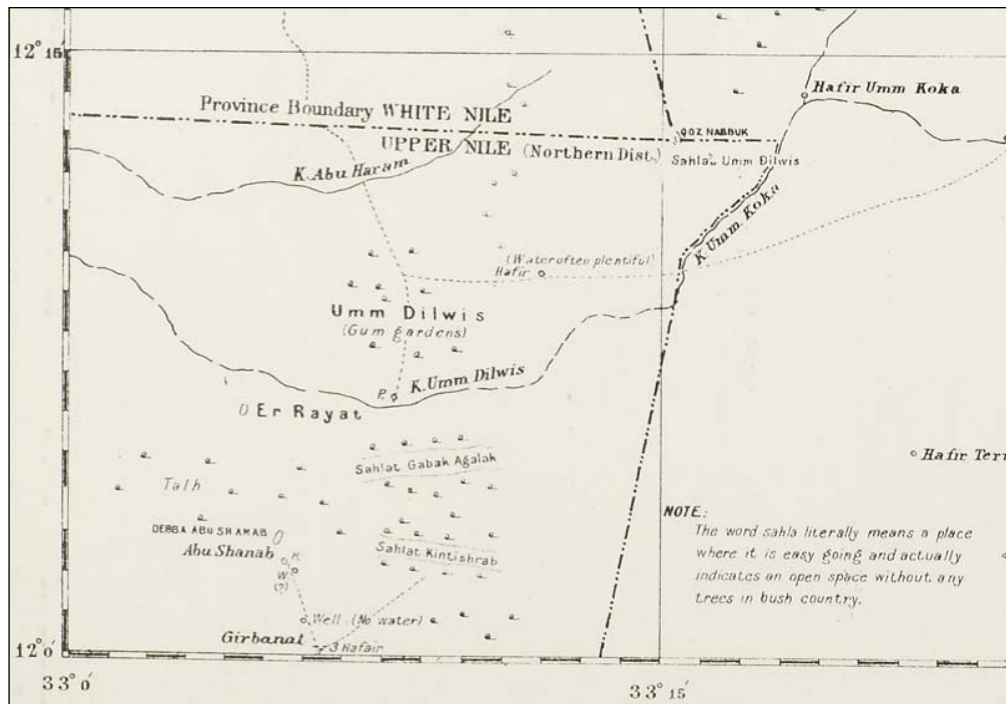 12° 15'
Hafir Umm Koka
Province Boundary WHITE NILE
UPPER NILE (Northern Dist.)
QOZ NABBUK
Sahlat Umm Dilwis
K. Abu Haram
K. Umm Koka
(Water often plentiful)
Hafir
Umm Dilwis
(Gum gardens)
P.
K. Umm Dilwis
Er Rayat
Sahlat Gabak Agalak
Hafir Teru
Talh
NOTE:
The word sahla literally means a place
where it is easy going and actually
indicates an open space without any
trees in bush country.
DEBBA ABU SHANAB
Abu Shanab
H.
Sahlat Kintishrab
W
(?)
Well (No water)
Girbanat
3 Hafair
12° 0'
33° 0'
33° 15'